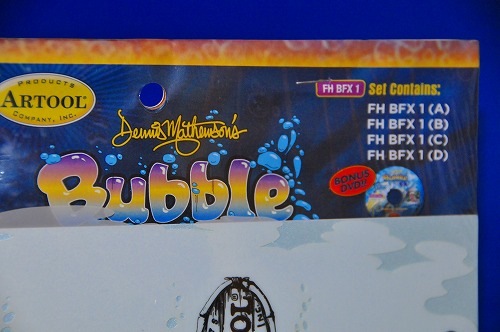 PRODUCTS
ARTOOL
COMPANY, INC.
Dennis Mathewson's
Bubble
FH BFX 1
Set Contains:
FH BFX 1 (A)
FH BFX 1 (B)
FH BFX 1 (C)
FH BFX 1 (D)
BONUS
DVD!!